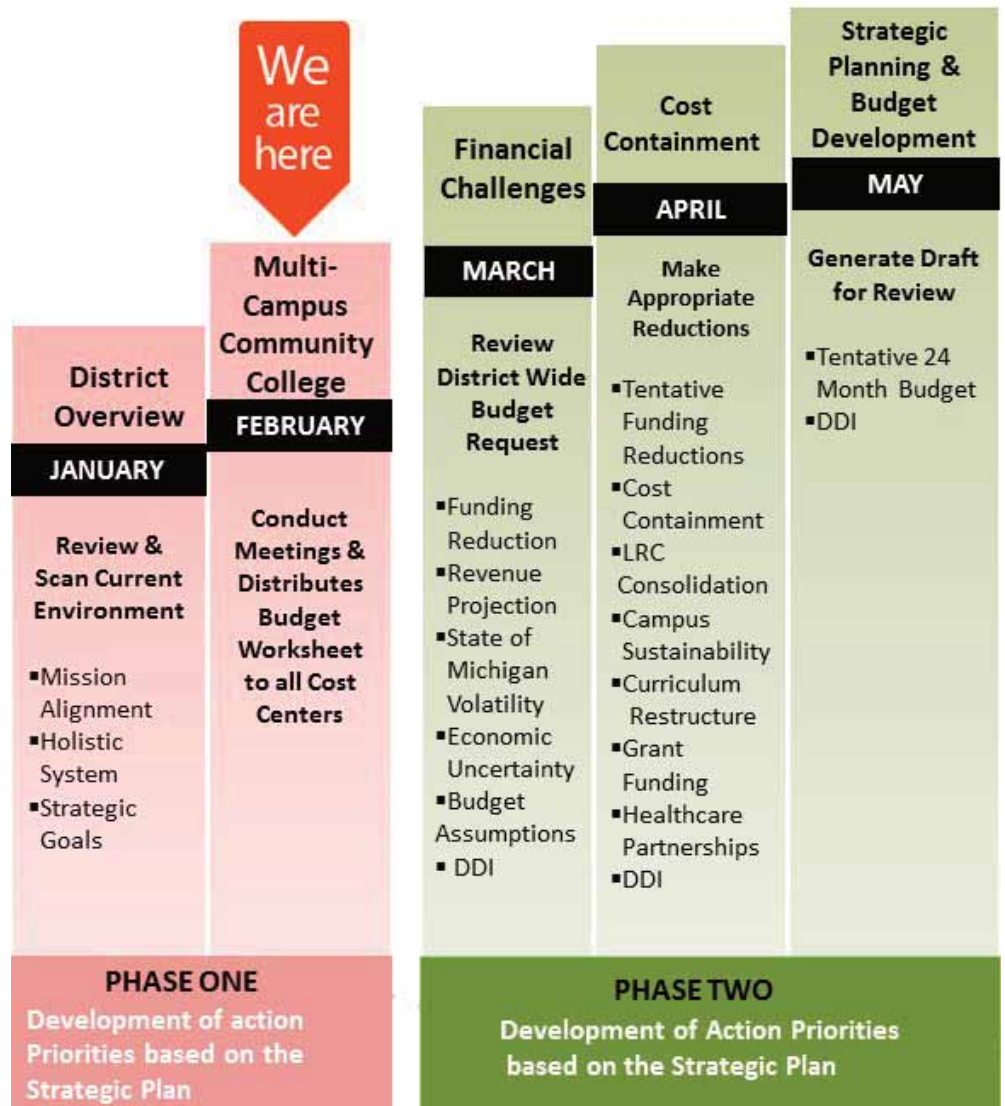 We
are
here
District
Overview
JANUARY
Review &
Scan Current
Environment
▪Mission
Alignment
▪Holistic
System
▪Strategic
Goals
Multi-
Campus
Community
College
FEBRUARY
Conduct
Meetings &
Distributes
Budget
Worksheet
to all Cost
Centers
PHASE ONE
Development of action
Priorities based on the
Strategic Plan
Financial
Challenges
MARCH
Review
District Wide
Budget
Request
▪Funding
Reduction
▪Revenue
Projection
▪State of
Michigan
Volatility
▪Economic
Uncertainty
▪Budget
Assumptions
▪ DDI
Cost
Containment
APRIL
Make
Appropriate
Reductions
▪Tentative
Funding
Reductions
▪Cost
Containment
▪LRC
Consolidation
▪Campus
Sustainability
▪Curriculum
Restructure
▪Grant
Funding
▪Healthcare
Partnerships
▪DDI
Strategic
Planning &
Budget
Development
MAY
Generate Draft
for Review
▪Tentative 24
Month Budget
▪DDI
PHASE TWO
Development of Action Priorities
based on the Strategic Plan